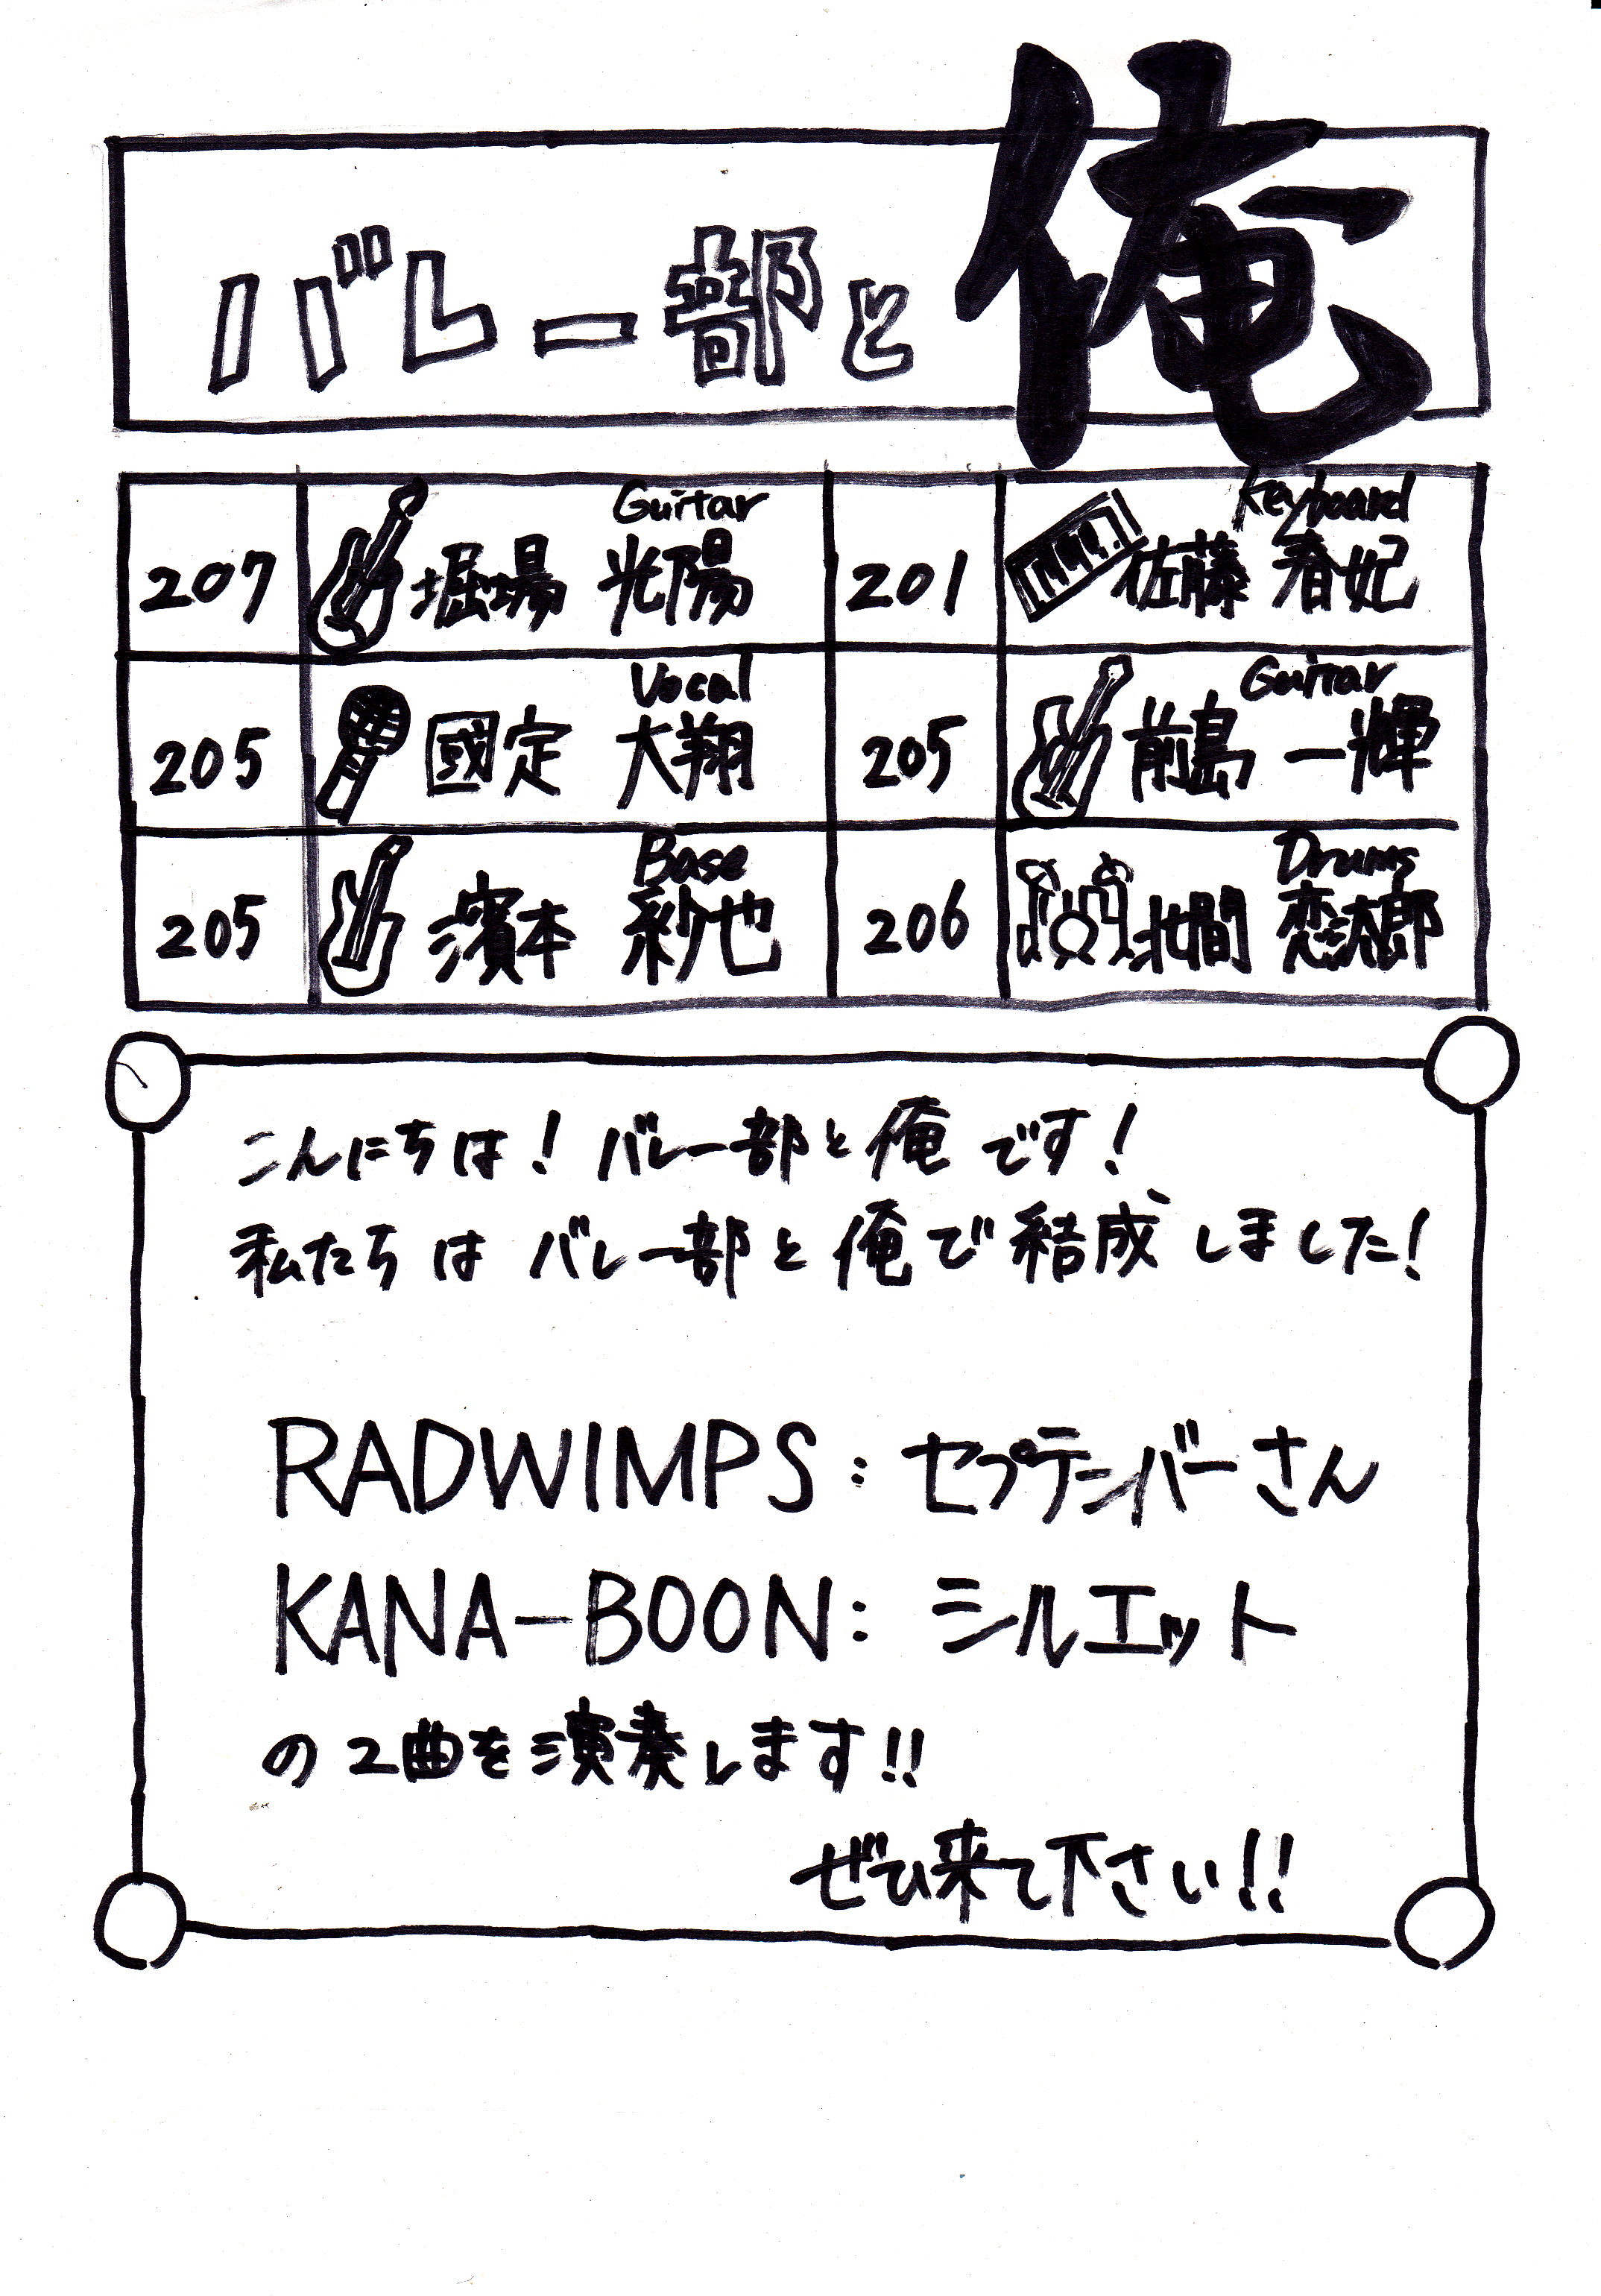 バレー部と俺
Guitar
207 堀場 光陽
Keyboard
201 佐藤 春妃
Vocal
205 國定 大翔
Guitar
205 前島 一輝
Base
205 濱本 紗也
Drums
206 北間 恋次郎
こんにちは! バレー部と俺 です!
私たちは バレー部と俺で結成しました!
RADWIMPS: セプテンバーさん
KANA-BOON: シルエット
の2曲を演奏します!!
ぜひ来て下さい!!